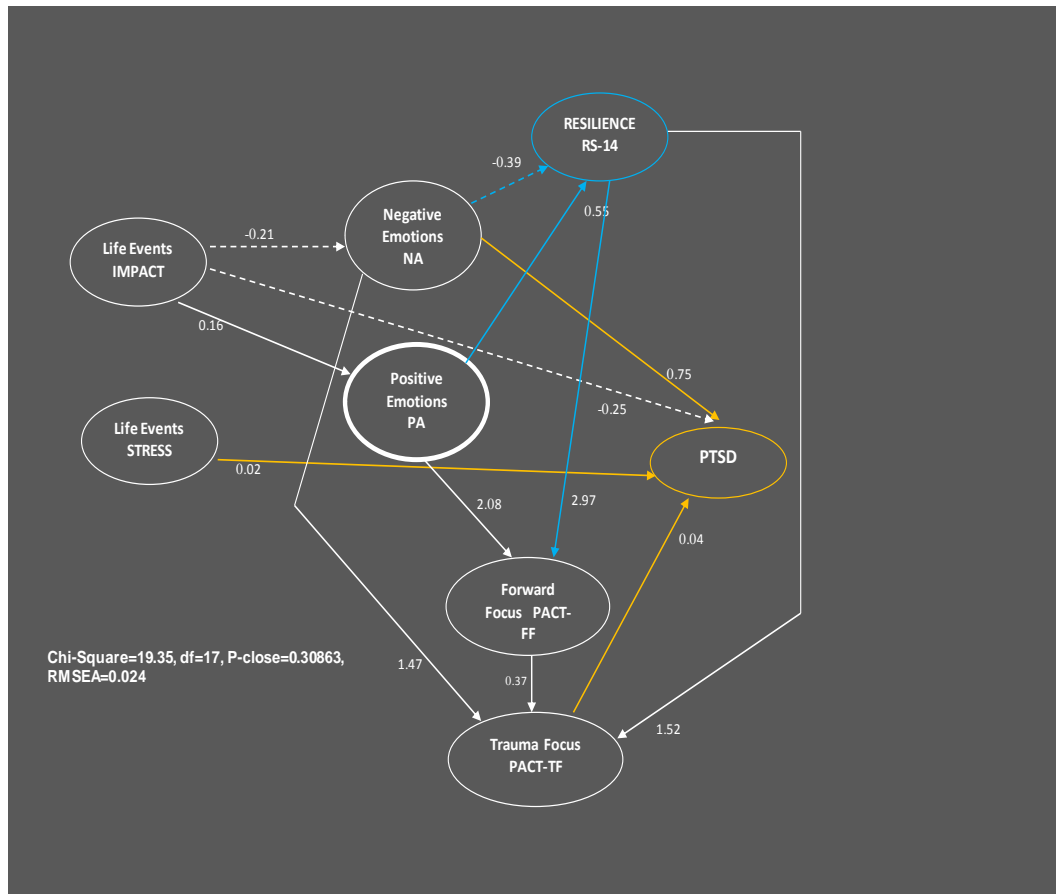 RESILIENCE
RS-14
-0.39
Negative
Emotions
NA
0.55
-0.21
Life Events
IMPACT
0.16
Positive
Emotions
PA
0.75
-0.25
Life Events
STRESS
PTSD
0.02
2.08
2.97
0.04
Forward
Focus PACT-
FF
Chi-Square=19.35, df=17, P-close=0.30863,
RMSEA=0.024
1.47
0.37
1.52
Trauma Focus
PACT-TF